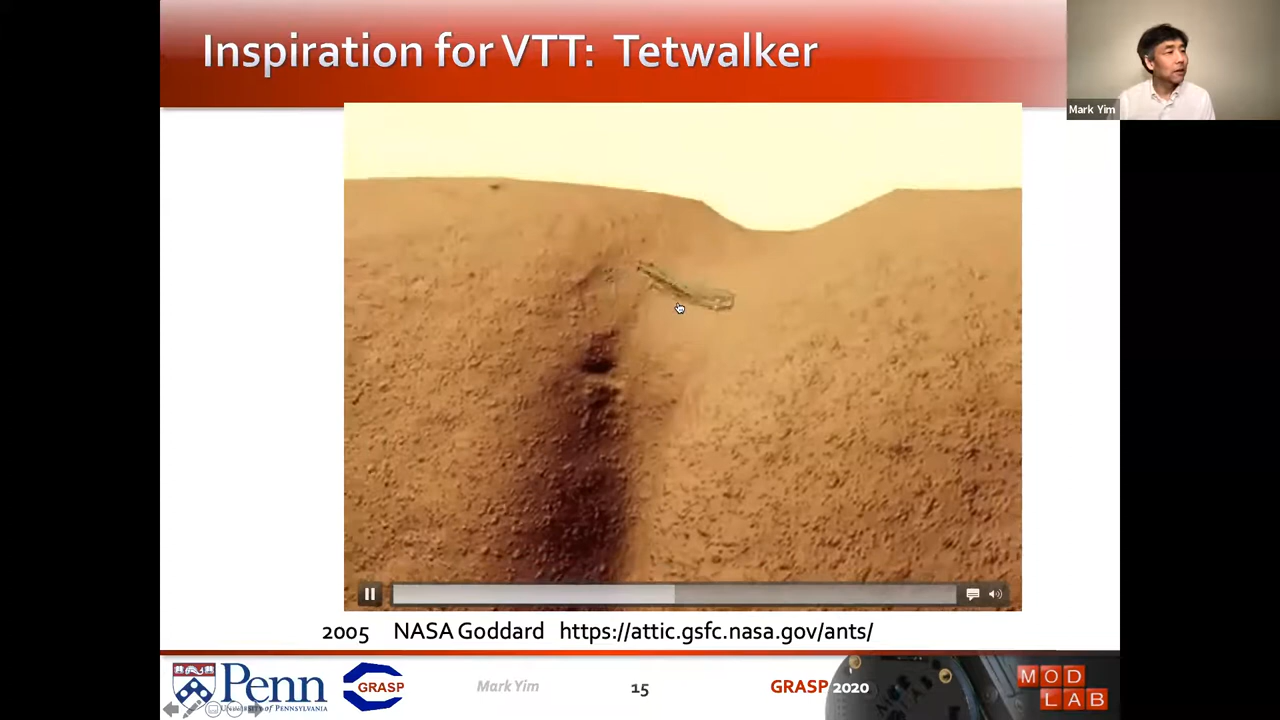 Inspiration for VTT: Tetwalker
Mark Yim
2005 NASA Goddard https://attic.gsfc.nasa.gov/ants/
Penn
UNIVERSITY OF PENNSYLVANIA
GRASP
Mark Yim
15
GRASP 2020
MOD
LAB